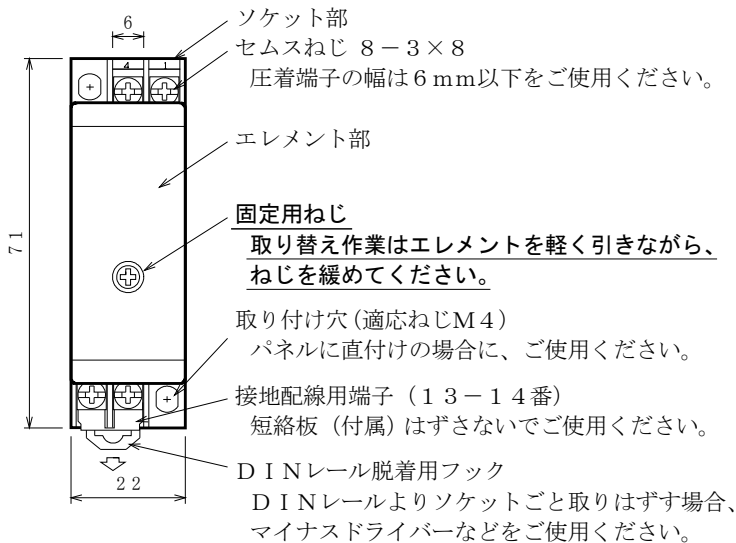 ソケット部
6
セムスねじ ８－３×８
圧着端子の幅は６ｍｍ以下をご使用ください。
4 1
エレメント部
71
固定用ねじ
取り替え作業はエレメントを軽く引きながら、
ねじを緩めてください。
取り付け穴（適応ねじＭ４）
パネルに直付けの場合に、ご使用ください。
接地配線用端子（１３－１４番）
短絡板（付属）はずさないでご使用ください。
ＤＩＮレール脱着用フック
22
ＤＩＮレールよりソケットごと取りはずす場合、
マイナスドライバーなどをご使用ください。